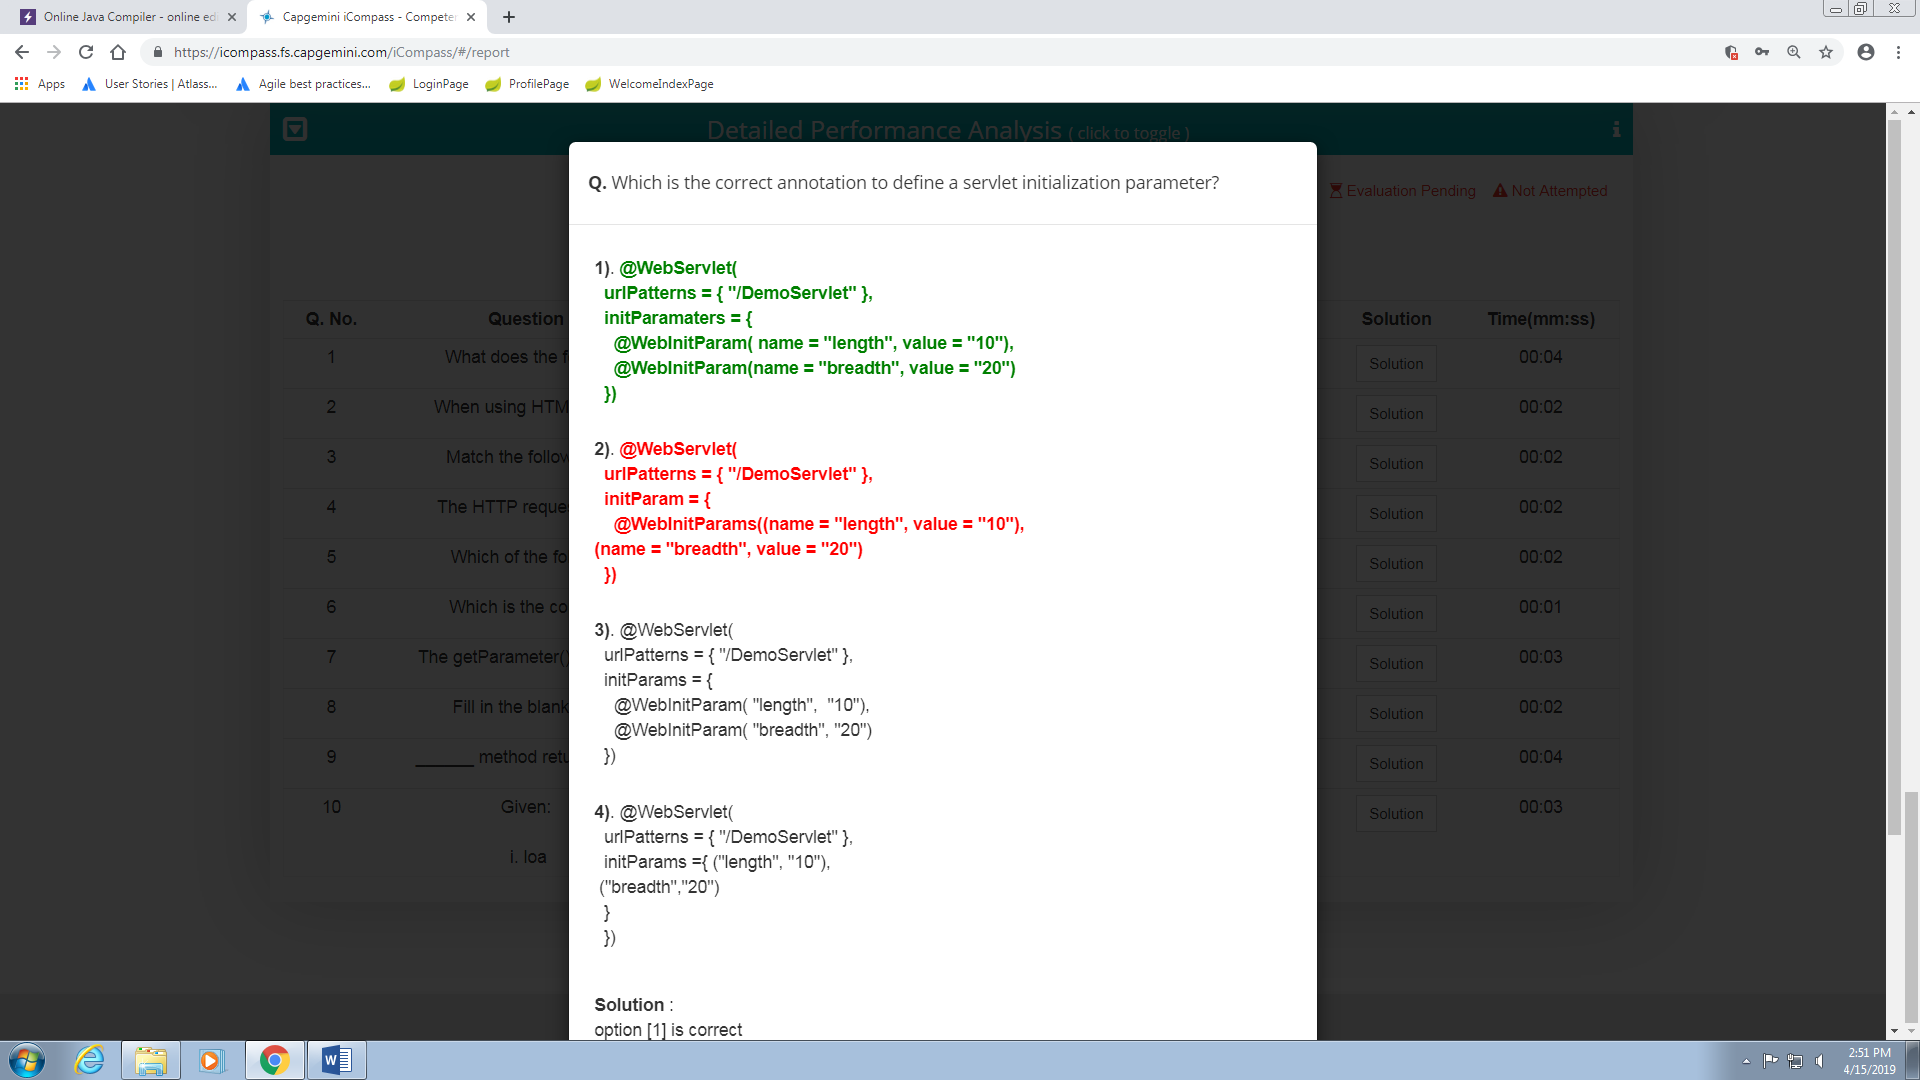 Online Java Compiler - online ed
Capgemini iCompass - Compete
https://icompass.fs.capgemini.com/iCompass/#/report
Apps
User Stories | Atlass...
Agile best practices...
LoginPage
ProfilePage
WelcomeIndexPage
Detailed Performance Analysis ( click to toggle )
Evaluation Pending
Not Attempted
Q. Which is the correct annotation to define a servlet initialization parameter?
1). @WebServlet(
urlPatterns = { "/DemoServlet" },
initParamaters = {
@WebInitParam( name = "length", value = "10"),
@WebInitParam(name = "breadth", value = "20")
})
2). @WebServlet(
urlPatterns = { "/DemoServlet" },
initParam = {
@WebInitParams((name = "length", value = "10"),
(name = "breadth", value = "20")
})
3). @WebServlet(
urlPatterns = { "/DemoServlet" },
initParams = {
@WebInitParam( "length",  "10"),
@WebInitParam( "breadth", "20")
})
4). @WebServlet(
urlPatterns = { "/DemoServlet" },
initParams ={ ("length", "10"),
("breadth","20")
}
})
Solution :
option [1] is correct
Q. No. Question Solution Time(mm:ss)
1 What does the f Solution 00:04
2 When using HTM Solution 00:02
3 Match the follow Solution 00:02
4 The HTTP reque Solution 00:02
5 Which of the fo Solution 00:02
6 Which is the co Solution 00:01
7 The getParameter() Solution 00:03
8 Fill in the blank Solution 00:02
9 ______ method retu Solution 00:04
10 Given: Solution 00:03
i. loa
2:51 PM
4/15/2019